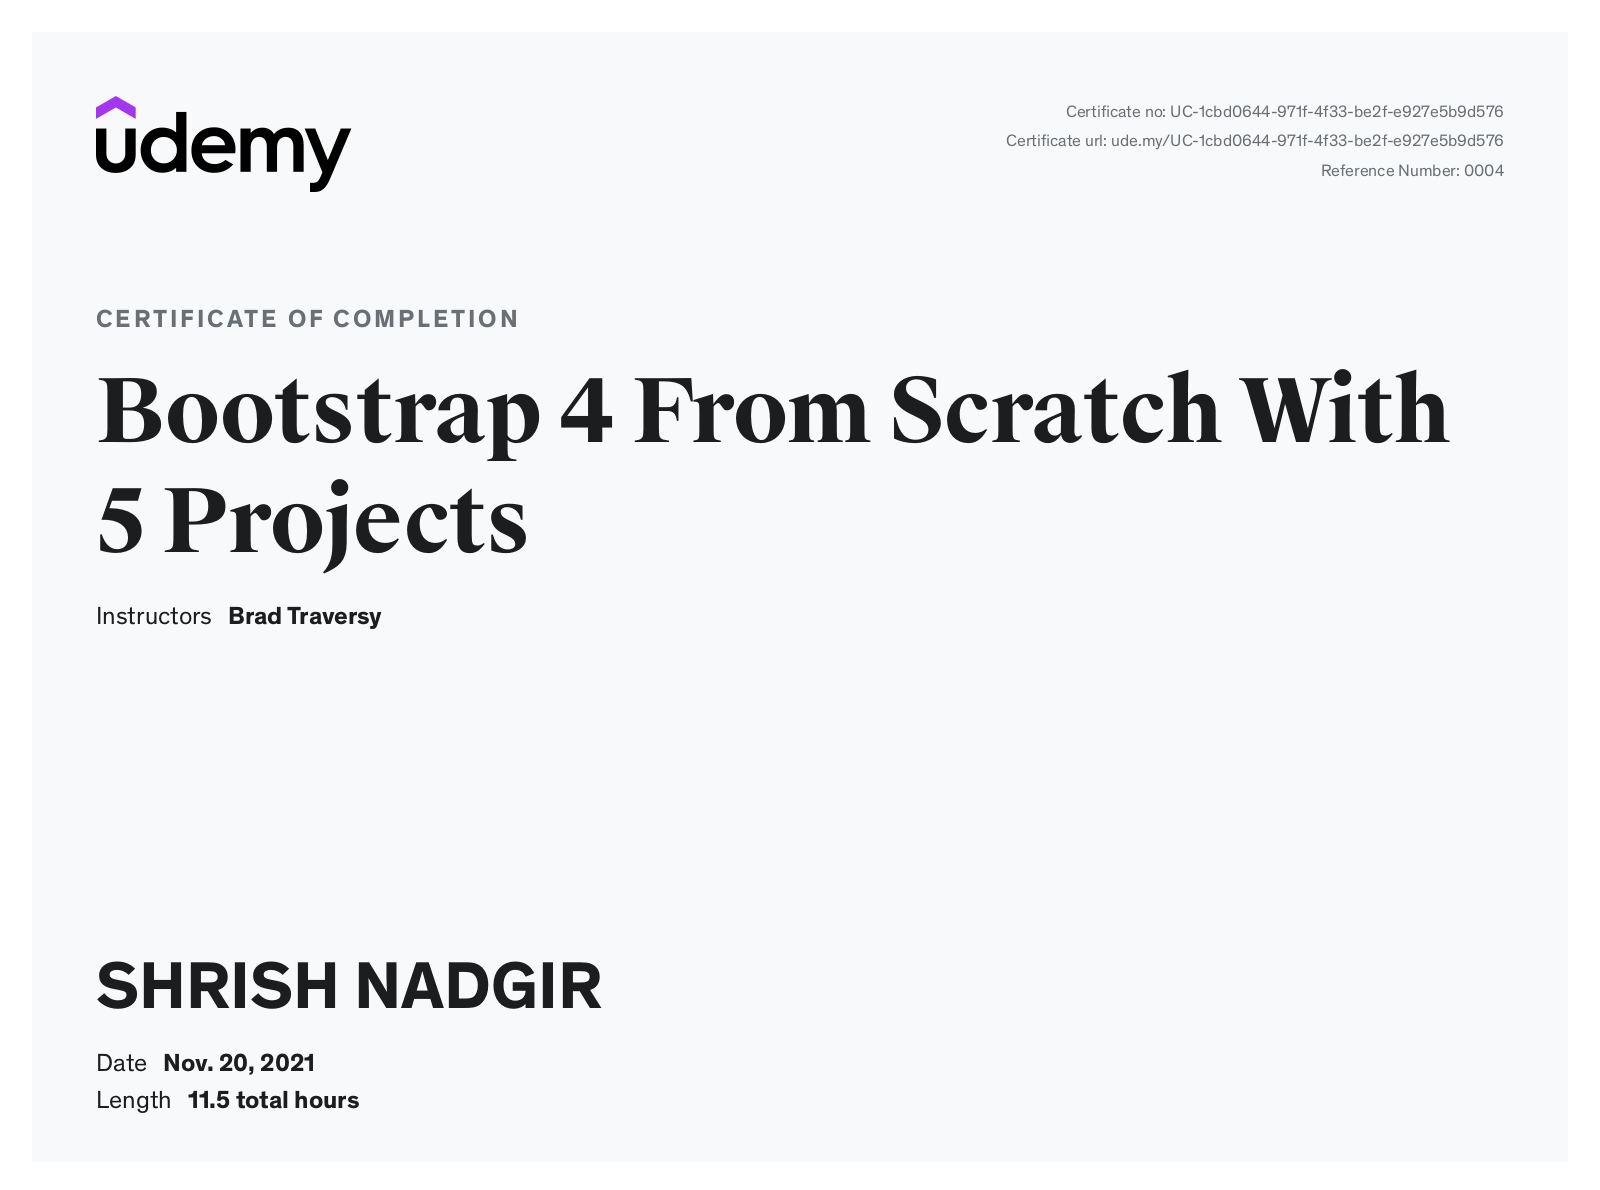 udemy
Certificate no: UC-1cbd0644-971f-4f33-be2f-e927e5b9d576
Certificate url: ude.my/UC-1cbd0644-971f-4f33-be2f-e927e5b9d576
Reference Number: 0004
CERTIFICATE OF COMPLETION
Bootstrap 4 From Scratch With
5 Projects
Instructors Brad Traversy
SHRISH NADGIR
Date Nov. 20, 2021
Length 11.5 total hours